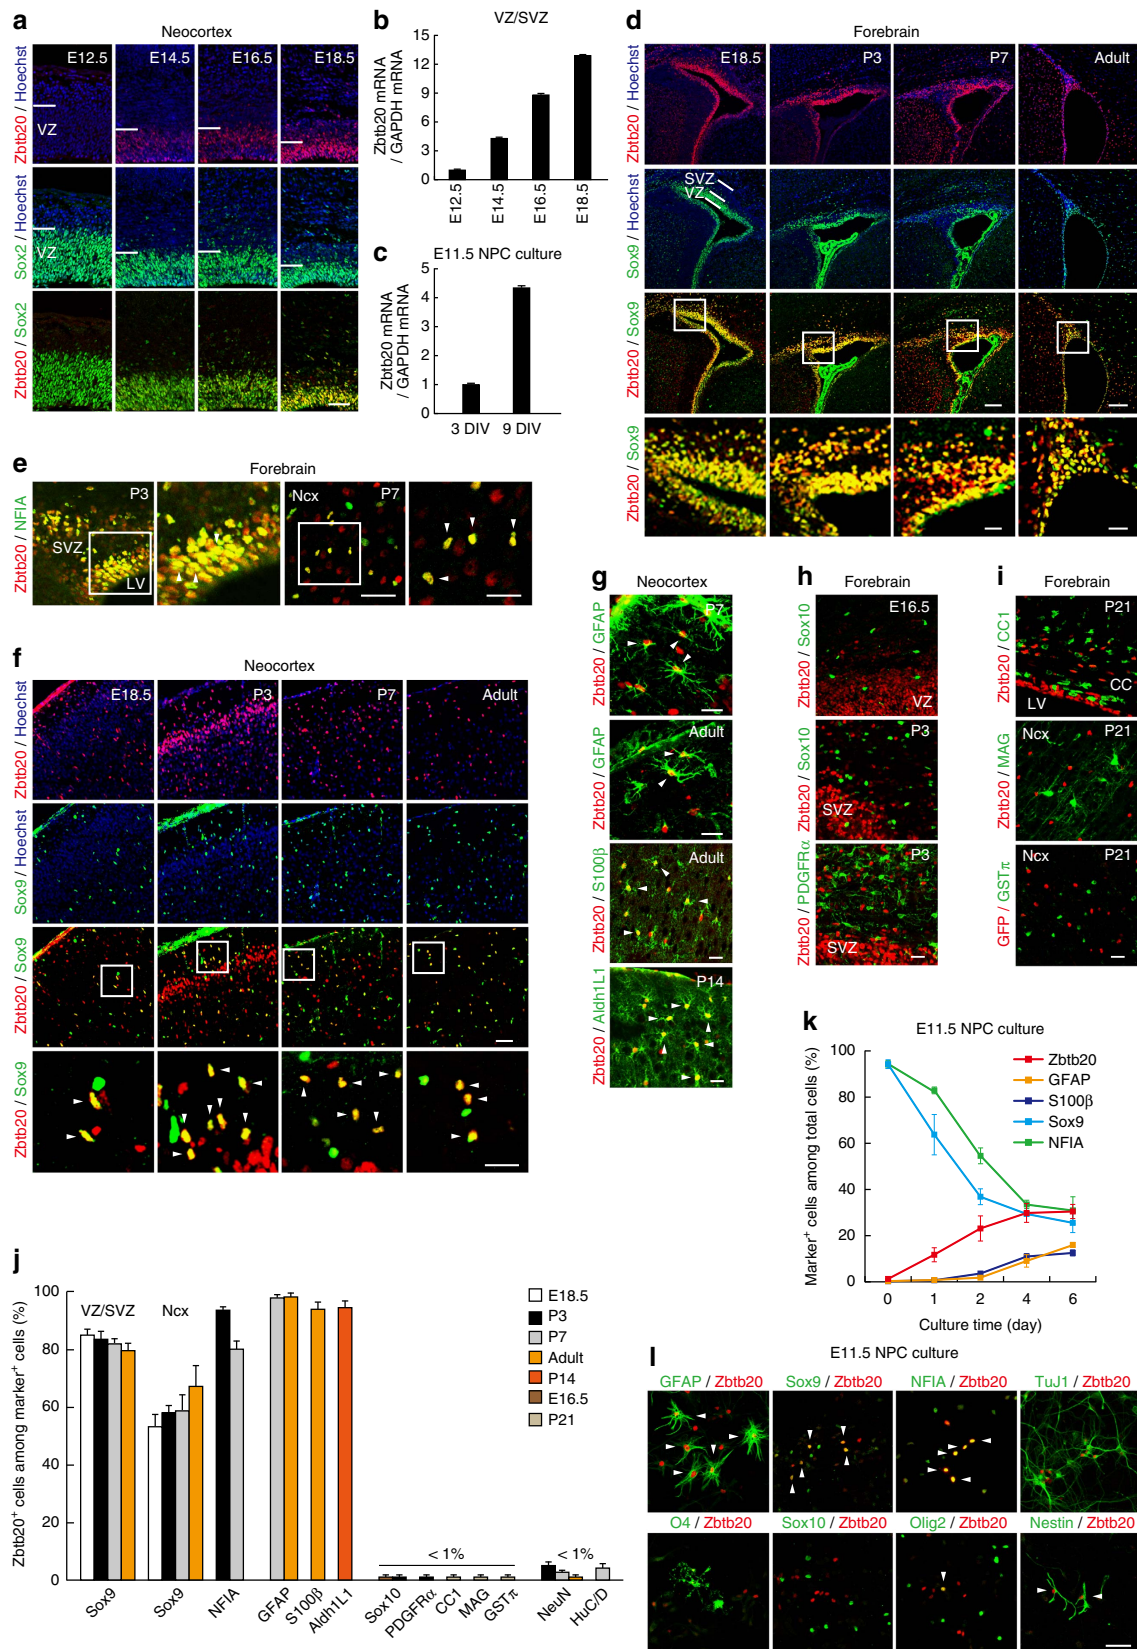 a
Neocortex
E12.5
E14.5
E16.5
E18.5
Zbtb20 / Hoechst
VZ
Sox2 / Hoechst
VZ
Zbtb20 / Sox2
b
VZ/SVZ
Zbtb20 mRNA
/ GAPDH mRNA
15
12
9
6
3
0
E12.5
E14.5
E16.5
E18.5
c
E11.5 NPC culture
Zbtb20 mRNA
/ GAPDH mRNA
5
4
3
2
1
0
3 DIV
9 DIV
d
Forebrain
E18.5
P3
P7
Adult
Zbtb20 / Hoechst
Sox9 / Hoechst
SVZ
VZ
Zbtb20 / Sox9
Zbtb20 / Sox9
e
Forebrain
Zbtb20 / NFIA
P3
SVZ
LV
Ncx
P7
f
Neocortex
E18.5
P3
P7
Adult
Zbtb20 / Hoechst
Sox9 / Hoechst
Zbtb20 / Sox9
Zbtb20 / Sox9
g
Neocortex
P7
Zbtb20 / GFAP
Adult
Zbtb20 / GFAP
Adult
Zbtb20 / S100β
P14
Zbtb20 / Aldh1L1
h
Forebrain
E16.5
Zbtb20 / Sox10
VZ
P3
Zbtb20 / Sox10
SVZ
P3
Zbtb20 / PDGFRα
SVZ
i
Forebrain
P21
Zbtb20 / CC1
CC
LV
Ncx
P21
Zbtb20 / MAG
Ncx
P21
GFP / GSTπ
j
Zbtb20⁺ cells among marker⁺ cells (%)
100
80
60
40
20
0
VZ/SVZ
Ncx
< 1%
< 1%
E18.5
P3
P7
Adult
P14
E16.5
P21
Sox9
Sox9
NFIA
GFAP
S100β
Aldh1L1
Sox10
PDGFRα
CC1
MAG
GSTπ
NeuN
HuC/D
k
E11.5 NPC culture
Marker⁺ cells among total cells (%)
100
80
60
40
20
0
Zbtb20
GFAP
S100β
Sox9
NFIA
0
1
2
4
6
Culture time (day)
l
E11.5 NPC culture
GFAP / Zbtb20
Sox9 / Zbtb20
NFIA / Zbtb20
TuJ1 / Zbtb20
O4 / Zbtb20
Sox10 / Zbtb20
Olig2 / Zbtb20
Nestin / Zbtb20